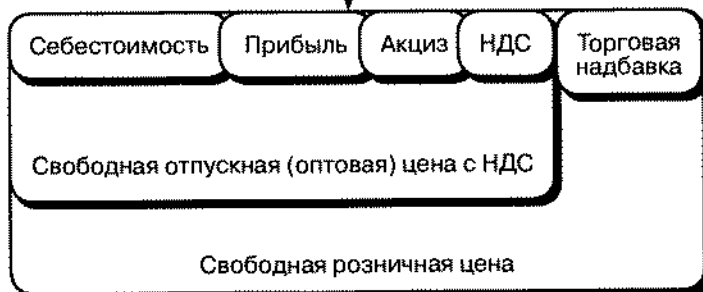 Себестоимость
Прибыль
Акциз
НДС
Торговая
надбавка
Свободная отпускная (оптовая) цена с НДС
Свободная розничная цена